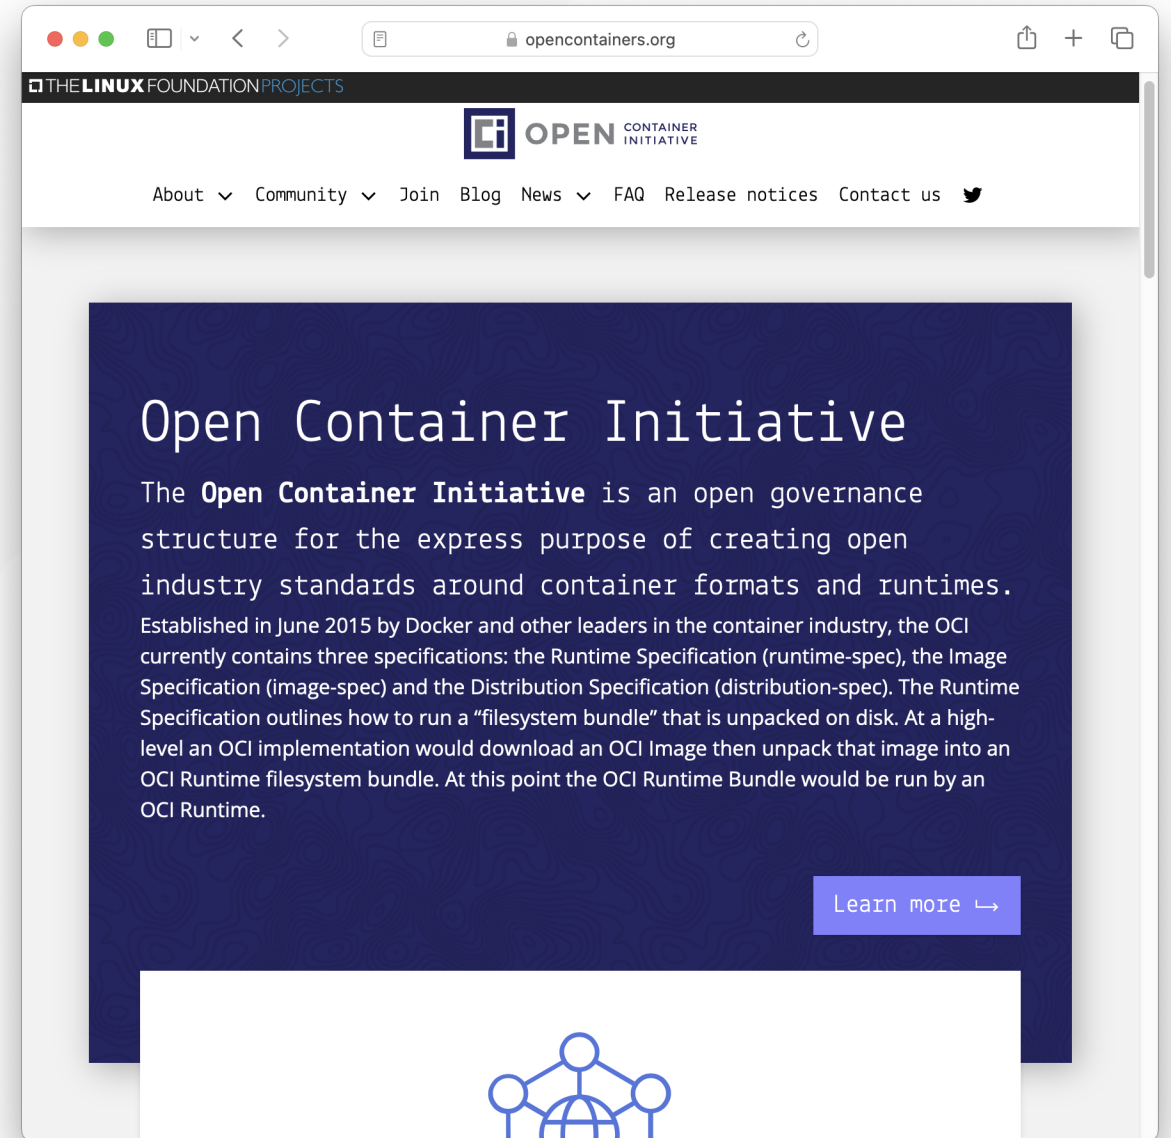 opencontainers.org
THE LINUX FOUNDATION PROJECTS
Ci OPEN CONTAINER
INITIATIVE
About Community Join Blog News FAQ Release notices Contact us
Open Container Initiative
The Open Container Initiative is an open governance
structure for the express purpose of creating open
industry standards around container formats and runtimes.
Established in June 2015 by Docker and other leaders in the container industry, the OCI
currently contains three specifications: the Runtime Specification (runtime-spec), the Image
Specification (image-spec) and the Distribution Specification (distribution-spec). The Runtime
Specification outlines how to run a “filesystem bundle” that is unpacked on disk. At a high-
level an OCI implementation would download an OCI Image then unpack that image into an
OCI Runtime filesystem bundle. At this point the OCI Runtime Bundle would be run by an
OCI Runtime.
Learn more